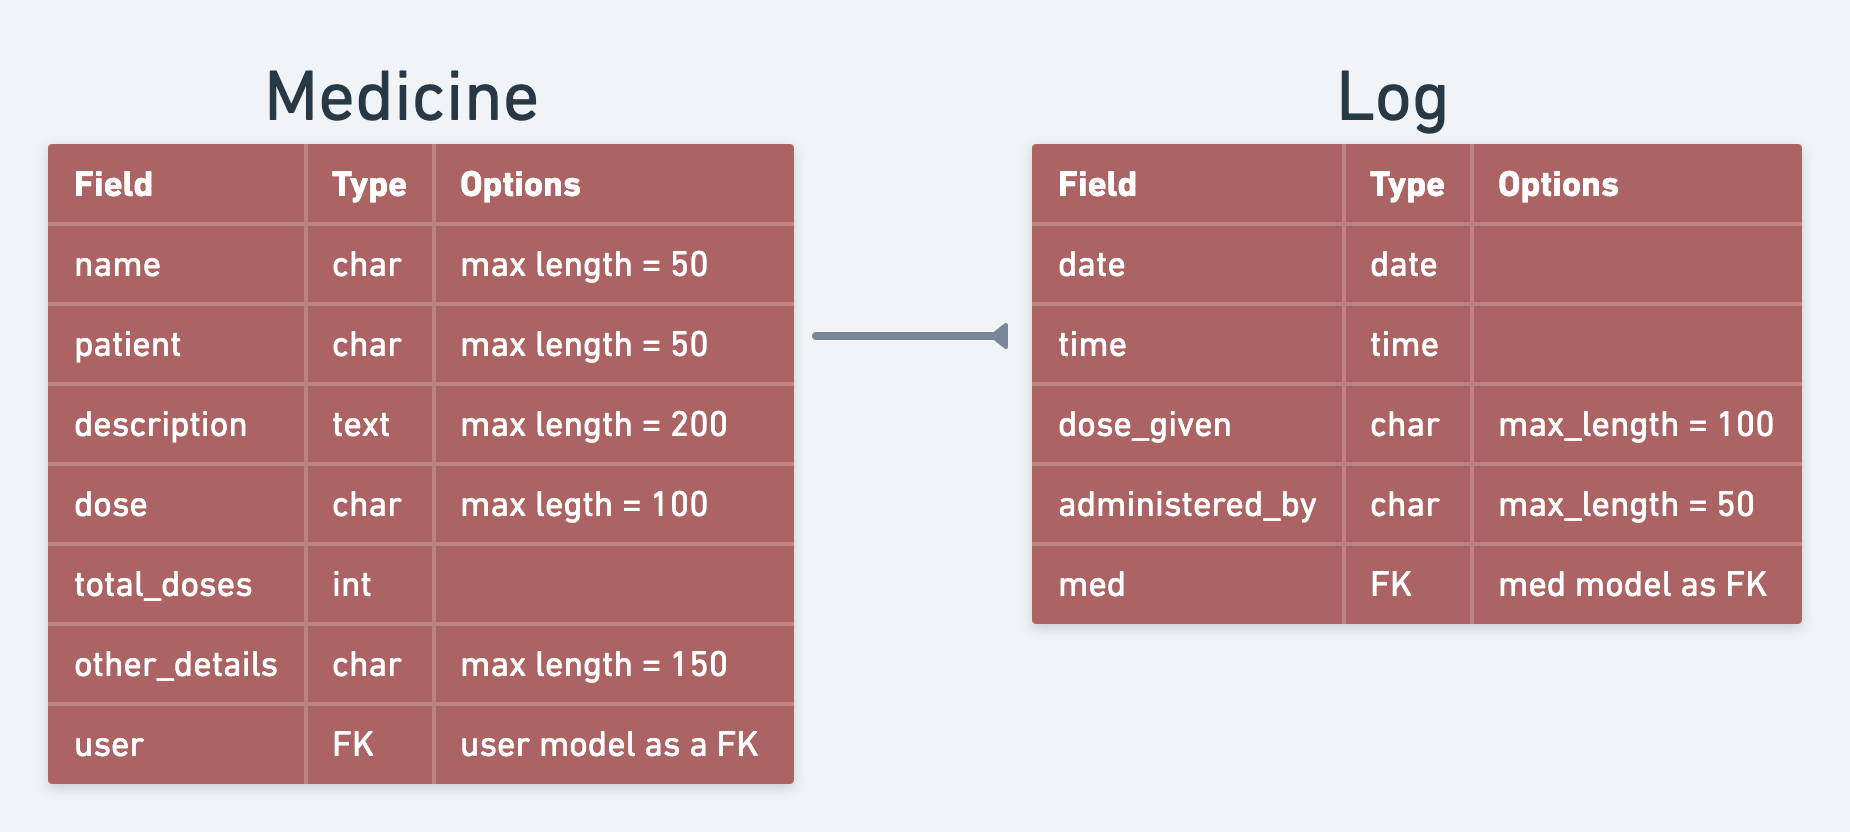 Medicine
Field Type Options
name char max length = 50
patient char max length = 50
description text max length = 200
dose char max legth = 100
total_doses int
other_details char max length = 150
user FK user model as a FK
Log
Field Type Options
date date
time time
dose_given char max_length = 100
administered_by char max_length = 50
med FK med model as FK